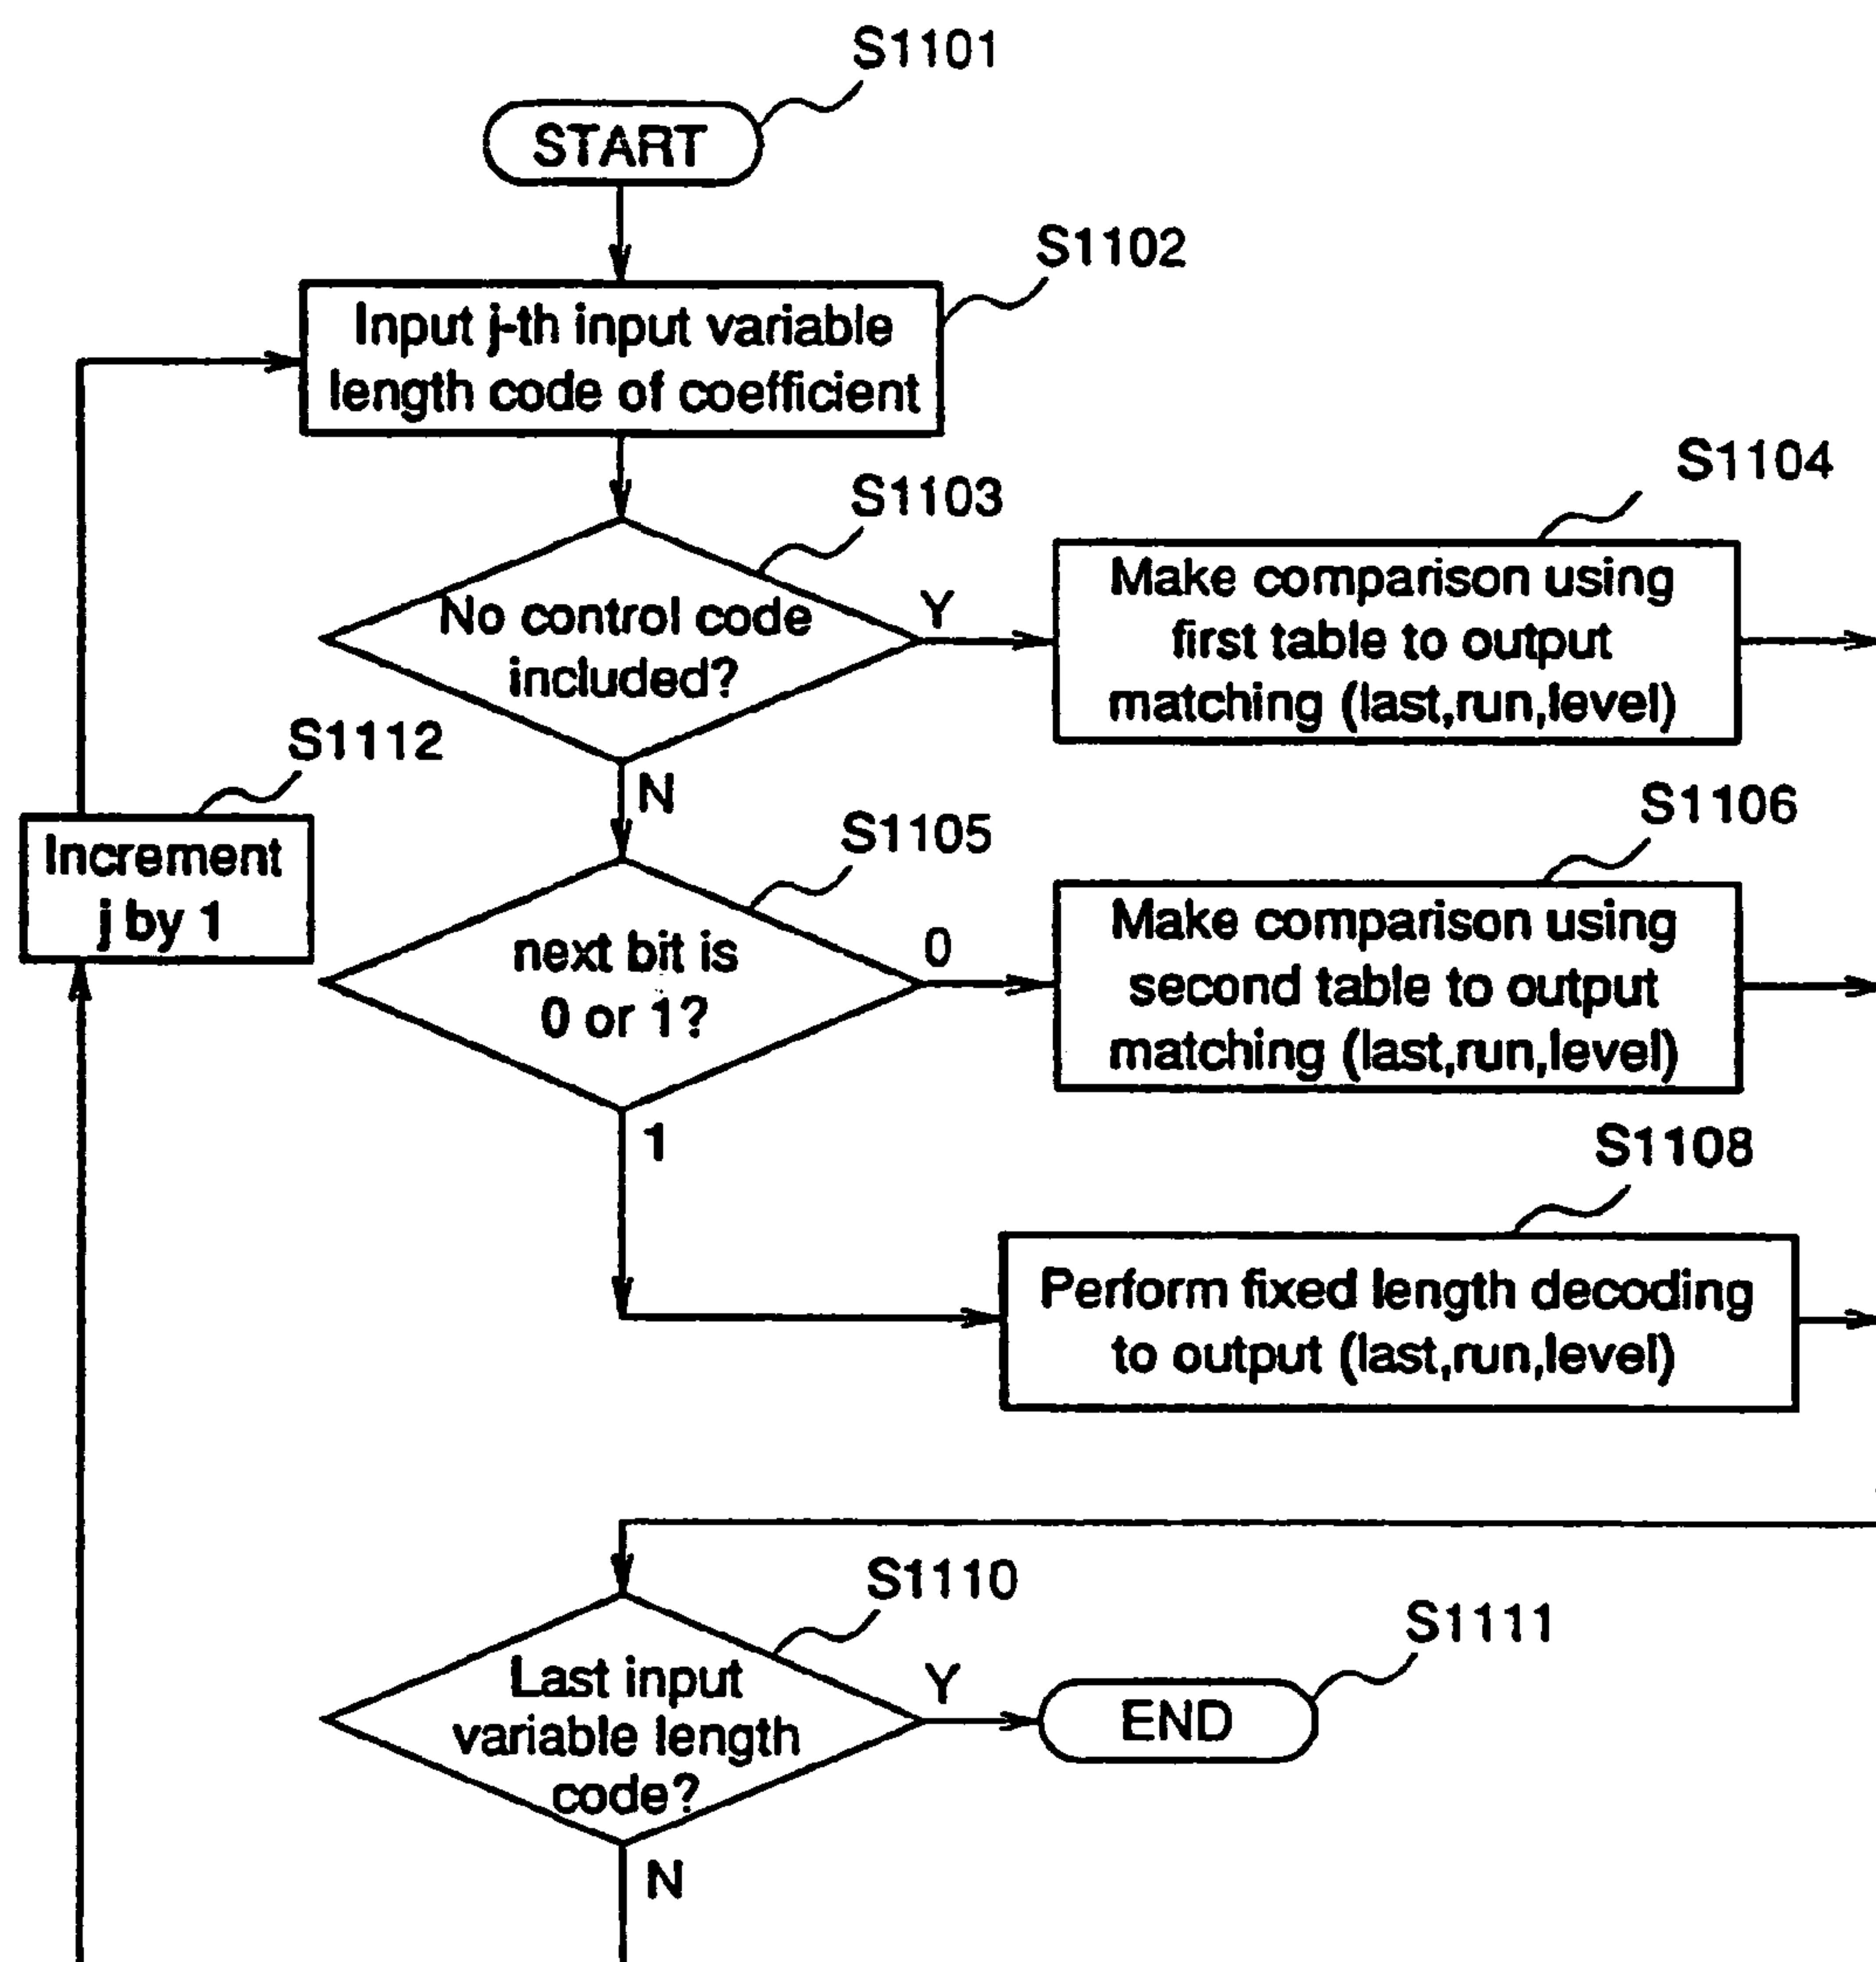 S1101
START
S1102
Input j-th input variable
length code of coefficient
S1103
No control code
included?
Y
N
S1104
Make comparison using
first table to output
matching (last,run,level)
S1112
Increment
j by 1
S1105
next bit is
0 or 1?
0
1
S1106
Make comparison using
second table to output
matching (last,run,level)
S1108
Perform fixed length decoding
to output (last,run,level)
S1110
Last input
variable length
code?
Y
N
S1111
END